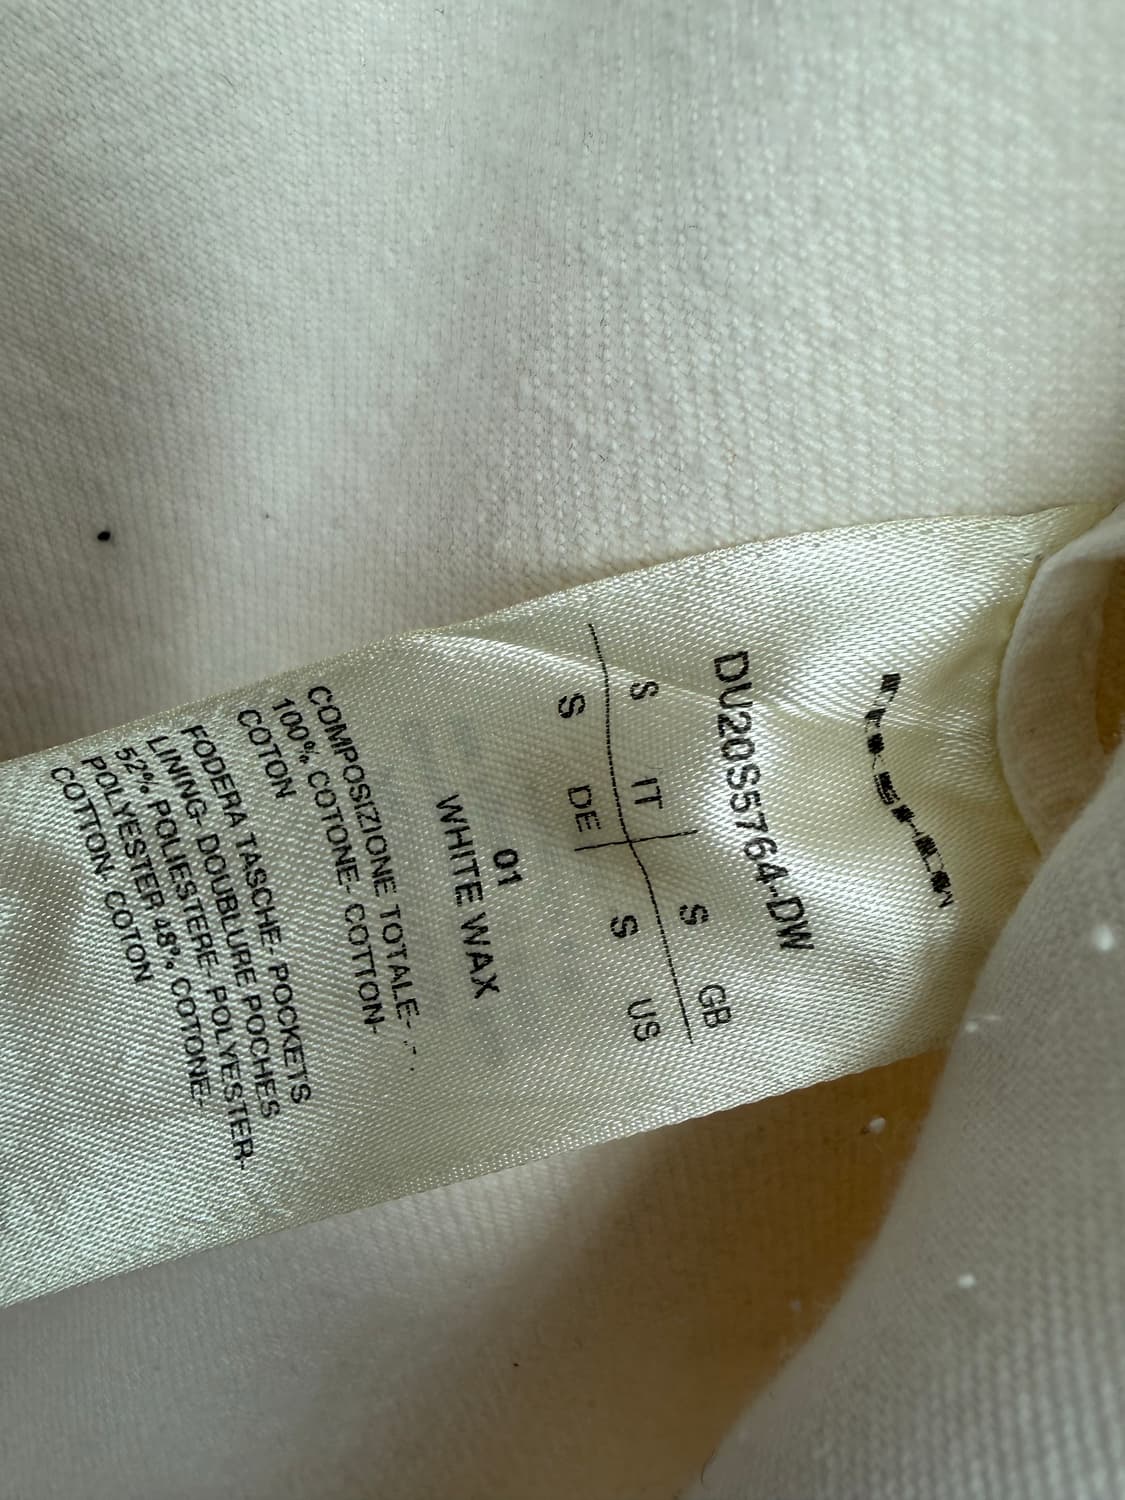 DU20S5764-DW
S IT S GB
S DE S US
01
WHITE WAX
COMPOSIZIONE TOTALE-
100% COTONE- COTTON-
COTON
FODERA TASCHE- POCKETS
LINING- DOUBLURE POCHES
52% POLIESTERE- POLYESTER-
POLYESTER 48% COTONE-
COTTON- COTON